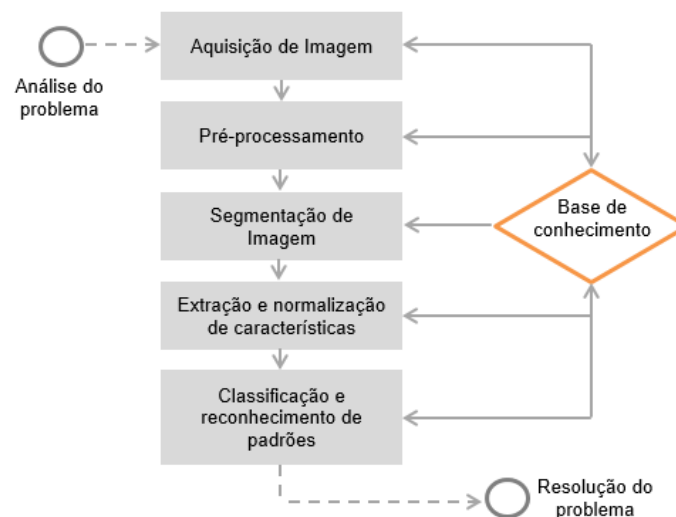 Aquisição de Imagem
Análise do
problema
Pré-processamento
Segmentação de
Imagem
Base de
conhecimento
Extração e normalização
de característícas
Classificação e
reconhecimento de
padrões
Resolução do
problema